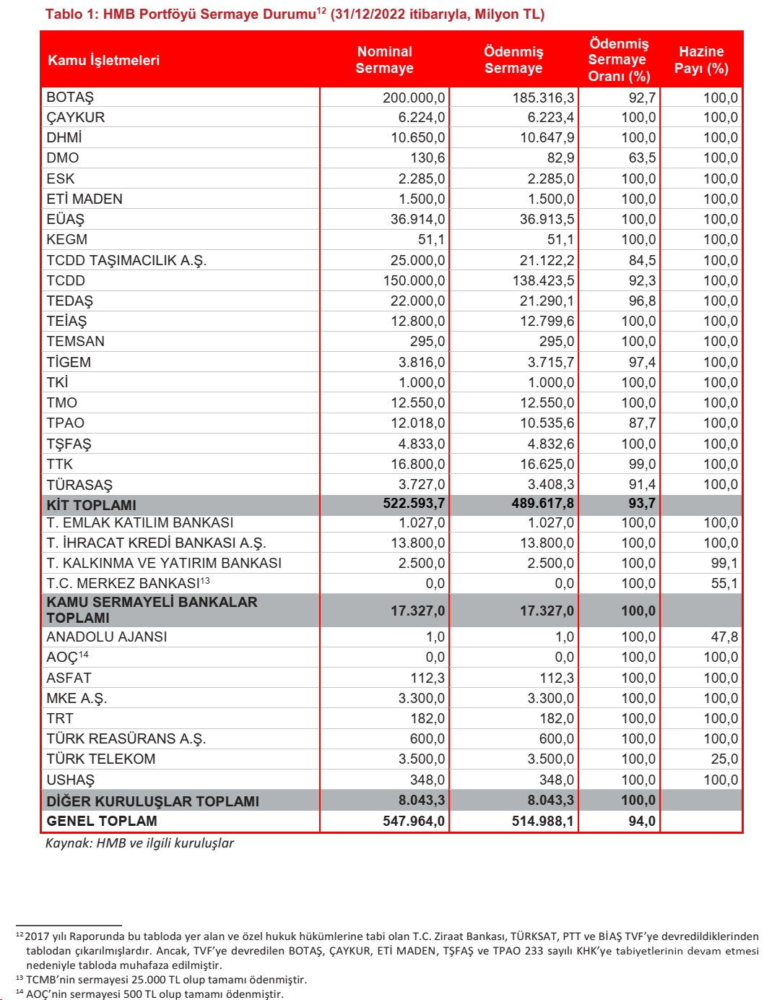 Tablo 1: HMB Portföyü Sermaye Durumu¹² (31/12/2022 itibarıyla, Milyon TL)
Kamu İşletmeleri Nominal Sermaye Ödenmiş Sermaye Ödenmiş Sermaye Oranı (%) Hazine Payı (%)
BOTAŞ 200.000,0 185.316,3 92,7 100,0
ÇAYKUR 6.224,0 6.223,4 100,0 100,0
DHMİ 10.650,0 10.647,9 100,0 100,0
DMO 130,6 82,9 63,5 100,0
ESK 2.285,0 2.285,0 100,0 100,0
ETİ MADEN 1.500,0 1.500,0 100,0 100,0
EÜAŞ 36.914,0 36.913,5 100,0 100,0
KEGM 51,1 51,1 100,0 100,0
TCDD TAŞIMACILIK A.Ş. 25.000,0 21.122,2 84,5 100,0
TCDD 150.000,0 138.423,5 92,3 100,0
TEDAŞ 22.000,0 21.290,1 96,8 100,0
TEİAŞ 12.800,0 12.799,6 100,0 100,0
TEMSAN 295,0 295,0 100,0 100,0
TİGEM 3.816,0 3.715,7 97,4 100,0
TKİ 1.000,0 1.000,0 100,0 100,0
TMO 12.550,0 12.550,0 100,0 100,0
TPAO 12.018,0 10.535,6 87,7 100,0
TŞFAŞ 4.833,0 4.832,6 100,0 100,0
TTK 16.800,0 16.625,0 99,0 100,0
TÜRASAŞ 3.727,0 3.408,3 91,4 100,0
KİT TOPLAMI 522.593,7 489.617,8 93,7
T. EMLAK KATILIM BANKASI 1.027,0 1.027,0 100,0 100,0
T. İHRACAT KREDİ BANKASI A.Ş. 13.800,0 13.800,0 100,0 100,0
T. KALKINMA VE YATIRIM BANKASI 2.500,0 2.500,0 100,0 99,1
T.C. MERKEZ BANKASI¹³ 0,0 0,0 100,0 55,1
KAMU SERMAYELİ BANKALAR
TOPLAMI 17.327,0 17.327,0 100,0
ANADOLU AJANSI 1,0 1,0 100,0 47,8
AOÇ¹⁴ 0,0 0,0 100,0 100,0
ASFAT 112,3 112,3 100,0 100,0
MKE A.Ş. 3.300,0 3.300,0 100,0 100,0
TRT 182,0 182,0 100,0 100,0
TÜRK REASÜRANS A.Ş. 600,0 600,0 100,0 100,0
TÜRK TELEKOM 3.500,0 3.500,0 100,0 25,0
USHAŞ 348,0 348,0 100,0 100,0
DİĞER KURULUŞLAR TOPLAMI 8.043,3 8.043,3 100,0
GENEL TOPLAM 547.964,0 514.988,1 94,0
Kaynak: HMB ve ilgili kuruluşlar
¹² 2017 yılı Raporunda bu tabloda yer alan ve özel hukuk hükümlerine tabi olan T.C. Ziraat Bankası, TÜRKSAT, PTT ve BİAŞ TVF’ye devredildiklerinden
tablodan çıkarılmışlardır. Ancak, TVF’ye devredilen BOTAŞ, ÇAYKUR, ETİ MADEN, TŞFAŞ ve TPAO 233 sayılı KHK’ye tabiyetlerinin devam etmesi
nedeniyle tabloda muhafaza edilmiştir.
¹³ TCMB’nin sermayesi 25.000 TL olup tamamı ödenmiştir.
¹⁴ AOÇ’nin sermayesi 500 TL olup tamamı ödenmiştir.